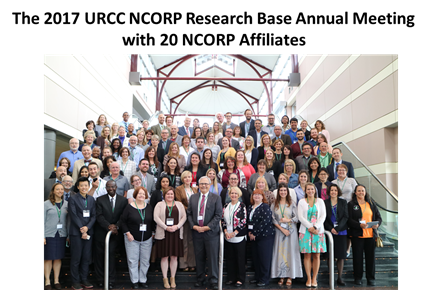 The 2017 URCC NCORP Research Base Annual Meeting
with 20 NCORP Affiliates